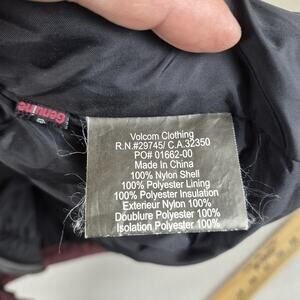 Volcom Clothing
R.N.#29745/ C.A.32350
PO# 01662-00
Made In China
100% Nylon Shell
100% Polyester Lining
100% Polyester Insulation
Exterieur Nylon 100%
Doublure Polyester 100%
Isolation Polyester 100%
Genuine